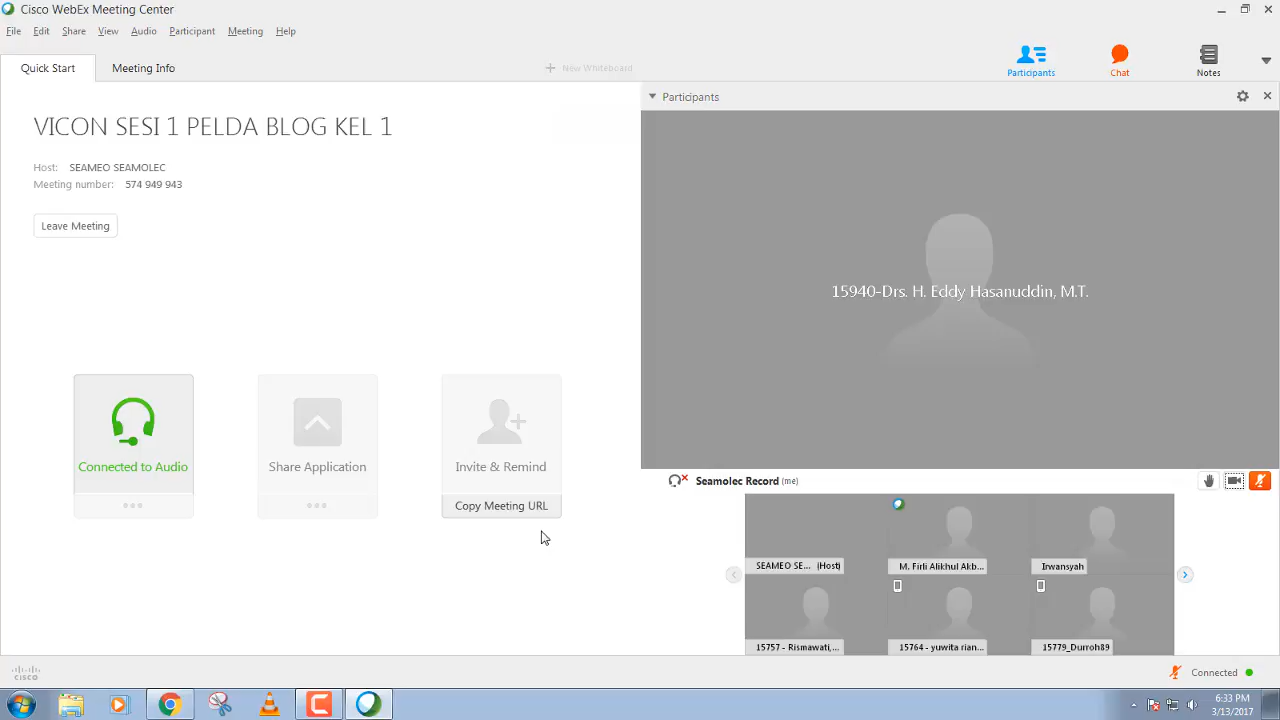 Cisco WebEx Meeting Center
File Edit Share View Audio Participant Meeting Help
Quick Start
Meeting Info
New Whiteboard
Participants
Chat
Notes
Participants
VICON SESI 1 PELDA BLOG KEL 1
Host: SEAMEO SEAMOLEC
Meeting number: 574 949 943
Leave Meeting
15940-Drs. H. Eddy Hasanuddin, M.T.
Connected to Audio
Share Application
Invite & Remind
Copy Meeting URL
Seamolec Record (me)
SEAMEO SE... (Host)
M. Firli Alikhul Akb...
Irwansyah
15757 - Rismawati,...
15764 - yuwita rian...
15779_Durroh89
cisco
Connected
6:33 PM
3/13/2017